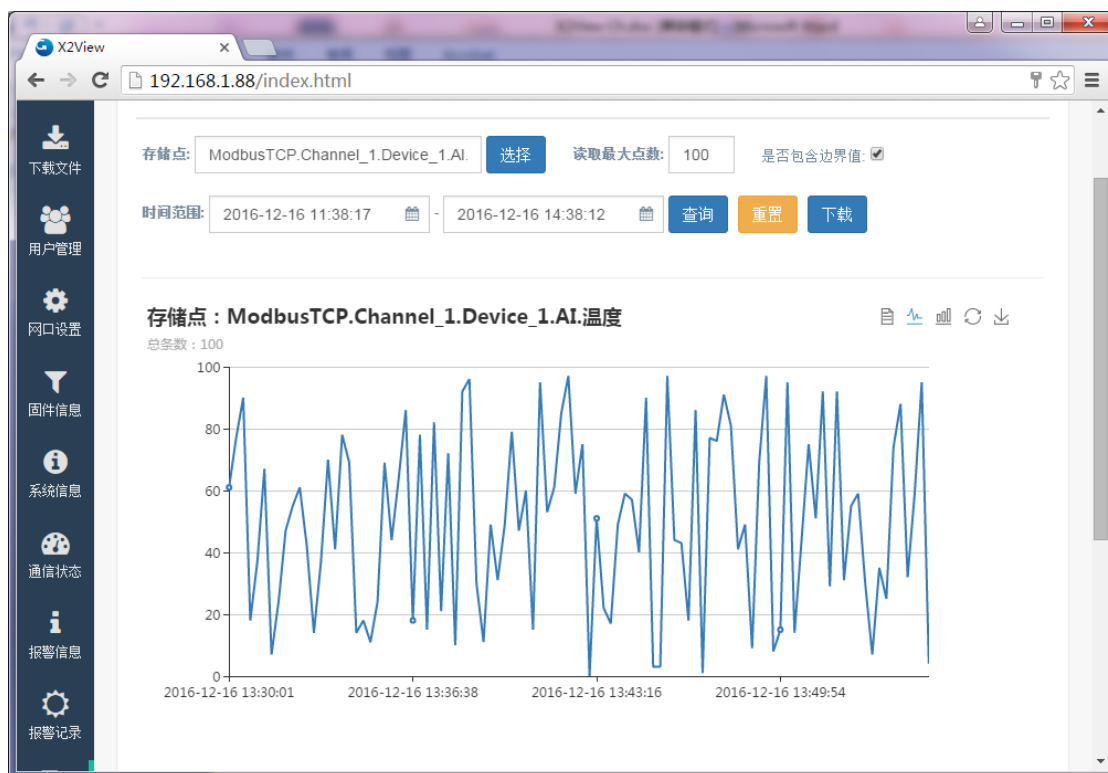 X2View
192.168.1.88/index.html
下载文件
用户管理
网口设置
固件信息
系统信息
通信状态
报警信息
报警记录
存储点: ModbusTCP.Channel_1.Device_1.AI. 选择 读取最大点数: 100 是否包含边界值:
时间范围: 2016-12-16 11:38:17 - 2016-12-16 14:38:12 查询 重置 下载
存储点：ModbusTCP.Channel_1.Device_1.AI.温度
总条数：100
100
80
60
40
20
0
2016-12-16 13:30:01 2016-12-16 13:36:38 2016-12-16 13:43:16 2016-12-16 13:49:54